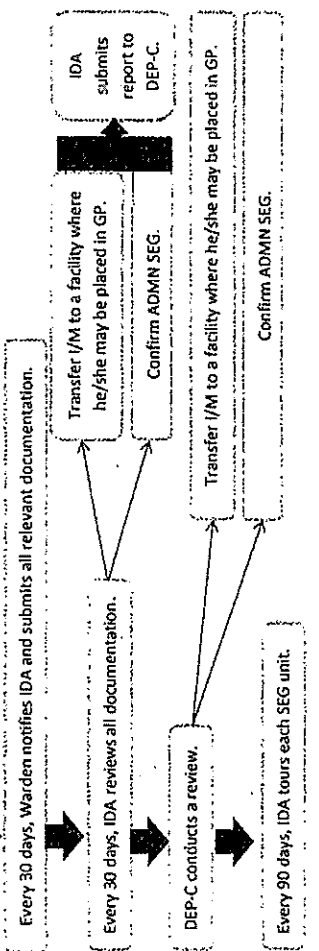 Every 30 days, Warden notifies IDA and submits all relevant documentation.
Every 30 days, IDA reviews all documentation.
Transfer I/M to a facility where
he/she may be placed in GP.
Confirm ADMN SEG.
IDA
submits
report to
DEP-C.
DEP-C conducts a review.
Transfer I/M to a facility where he/she may be placed in GP.
Confirm ADMN SEG.
Every 90 days, IDA tours each SEG unit.